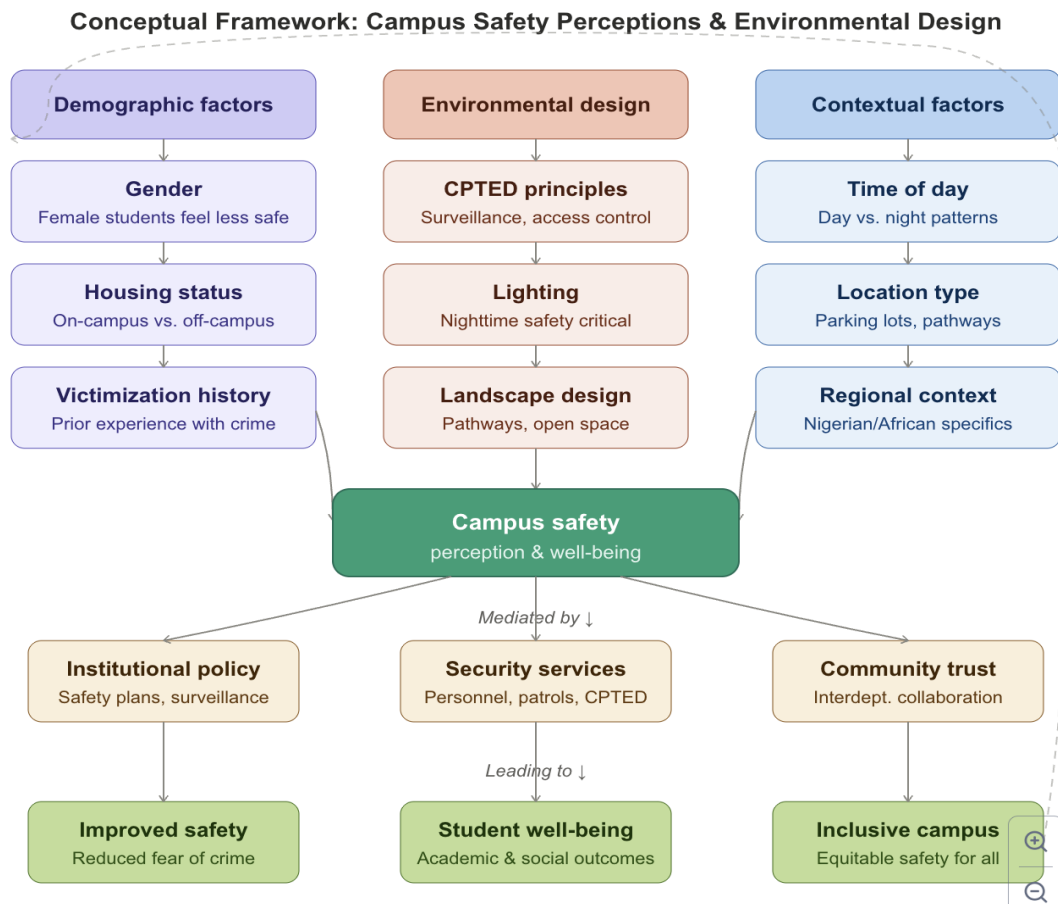 Conceptual Framework: Campus Safety Perceptions & Environmental Design
Demographic factors
Environmental design
Contextual factors
Gender
Female students feel less safe
CPTED principles
Surveillance, access control
Time of day
Day vs. night patterns
Housing status
On-campus vs. off-campus
Lighting
Nighttime safety critical
Location type
Parking lots, pathways
Victimization history
Prior experience with crime
Landscape design
Pathways, open space
Regional context
Nigerian/African specifics
Campus safety
perception & well-being
Mediated by ↓
Institutional policy
Safety plans, surveillance
Security services
Personnel, patrols, CPTED
Community trust
Interdept. collaboration
Leading to ↓
Improved safety
Reduced fear of crime
Student well-being
Academic & social outcomes
Inclusive campus
Equitable safety for all